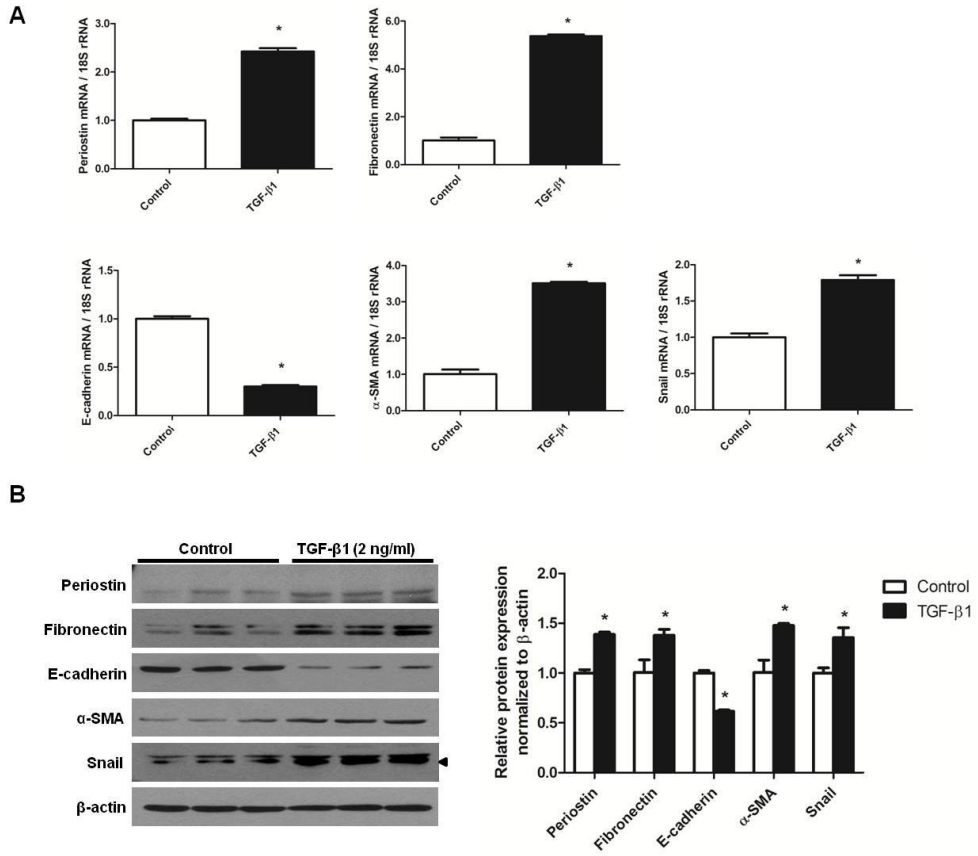 A
Periostin mRNA / 18S rRNA
3.0
2.0
1.0
0.0
*
Control
TGF-β1
Fibronectin mRNA / 18S rRNA
6.0
4.0
2.0
0.0
*
Control
TGF-β1
E-cadherin mRNA / 18S rRNA
1.5
1.0
0.5
0.0
*
Control
TGF-β1
α-SMA mRNA / 18S rRNA
4.0
3.0
2.0
1.0
0.0
*
Control
TGF-β1
Snail mRNA / 18S rRNA
2.0
1.5
1.0
0.5
0.0
*
Control
TGF-β1
B
Control
TGF-β1 (2 ng/ml)
Periostin
Fibronectin
E-cadherin
α-SMA
Snail
β-actin
Relative protein expression
normalized to β-actin
2.0
1.5
1.0
0.5
0.0
* * * * *
Periostin
Fibronectin
E-cadherin
α-SMA
Snail
Control
TGF-β1